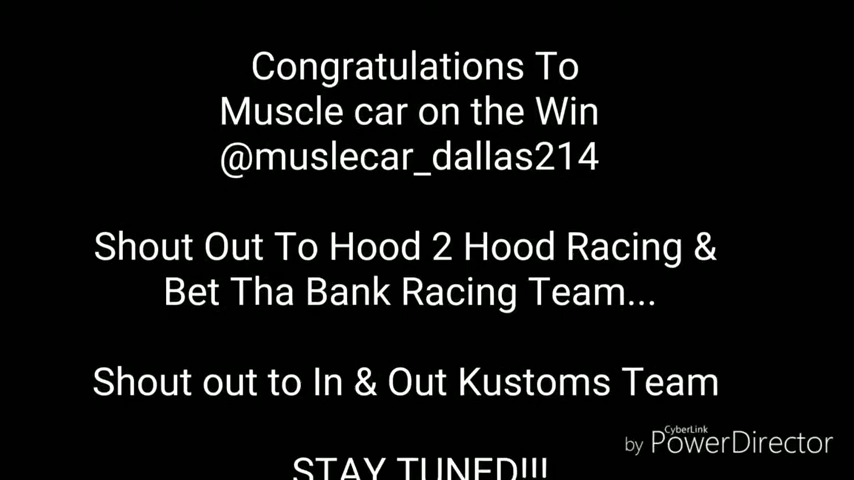 Congratulations To
Muscle car on the Win
@muslecar_dallas214
Shout Out To Hood 2 Hood Racing &
Bet Tha Bank Racing Team...
Shout out to In & Out Kustoms Team
CyberLink
by PowerDirector
STAY TUNED!!!